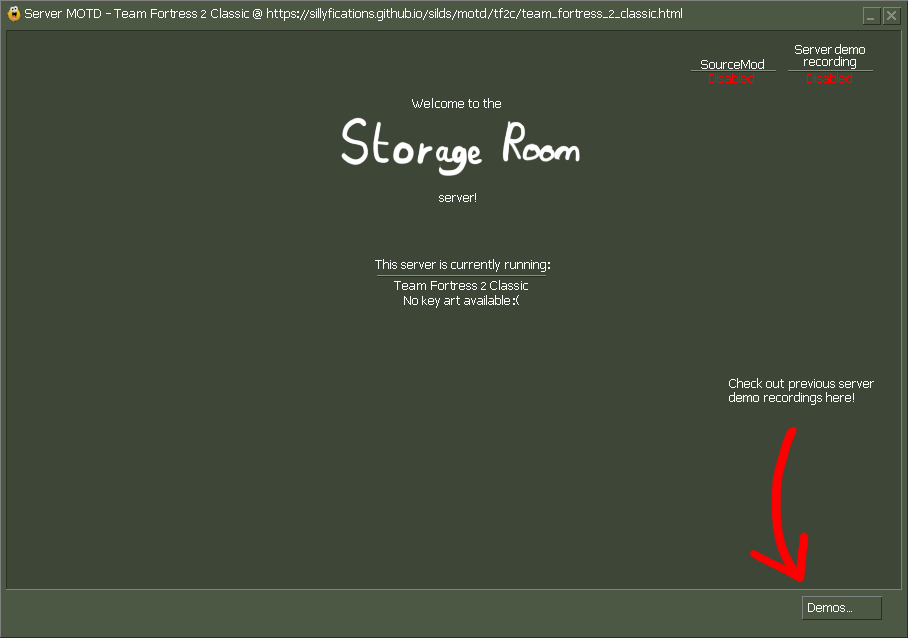 Server MOTD - Team Fortress 2 Classic @ https://sillyfications.github.io/silds/motd/tf2c/team_fortress_2_classic.html
SourceMod
Disabled
Server demo
recording
Disabled
Welcome to the
Storage Room
server!
This server is currently running:
Team Fortress 2 Classic
No key art available :(
Check out previous server
demo recordings here!
Demos...